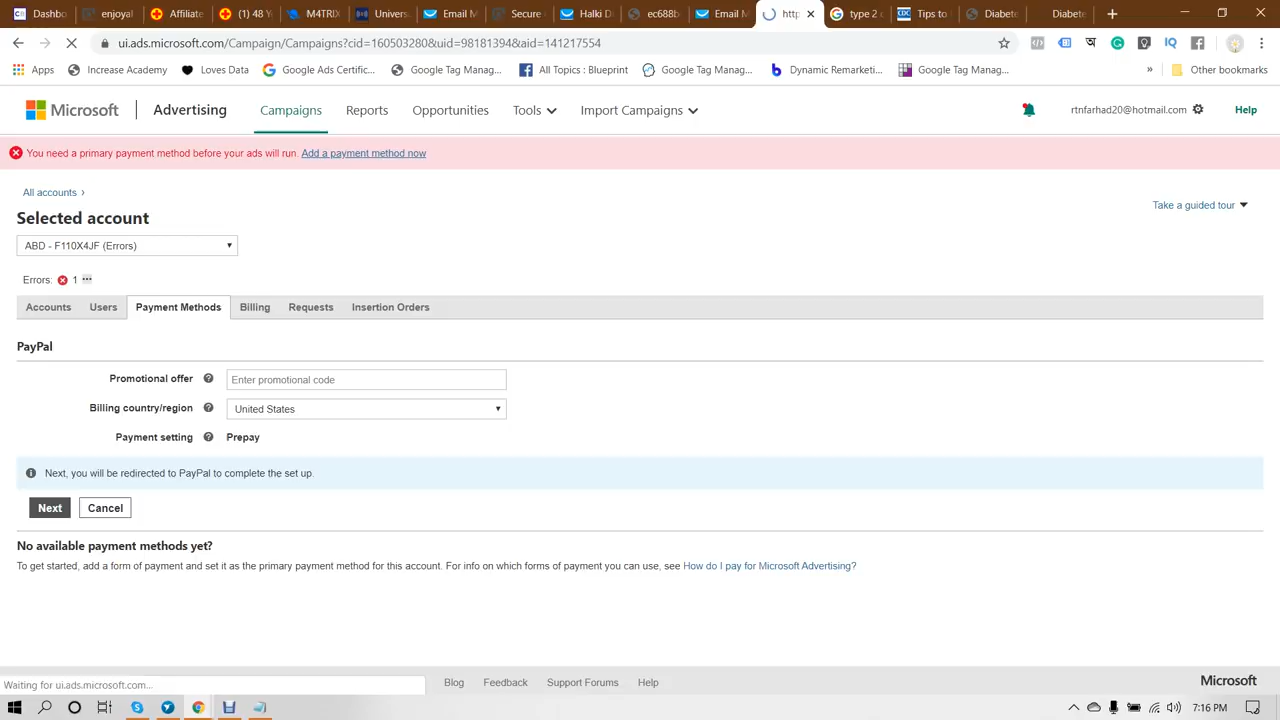 Dashbo
enjoyal
Affiliate
(1) 48 Y
M4TRIX
Univers
Email M
Secure
Halki Di
ec688b
Email M
http
type 2 d
Tips to
Diabete
Diabete
ui.ads.microsoft.com/Campaign/Campaigns?cid=160503280&uid=98181394&aid=141217554
Apps
Increase Academy
Loves Data
Google Ads Certific...
Google Tag Manag...
All Topics : Blueprint
Google Tag Manag...
Dynamic Remarketi...
Google Tag Manag...
»
Other bookmarks
Microsoft
Advertising
Campaigns
Reports
Opportunities
Tools
Import Campaigns
rtnfarhad20@hotmail.com
Help
You need a primary payment method before your ads will run. Add a payment method now
All accounts ›
Take a guided tour
Selected account
ABD - F110X4JF (Errors)
Errors: 1 ...
Accounts
Users
Payment Methods
Billing
Requests
Insertion Orders
PayPal
Promotional offer
Enter promotional code
Billing country/region
United States
Payment setting
Prepay
Next, you will be redirected to PayPal to complete the set up.
Next
Cancel
No available payment methods yet?
To get started, add a form of payment and set it as the primary payment method for this account. For info on which forms of payment you can use, see How do I pay for Microsoft Advertising?
Waiting for ui.ads.microsoft.com...
Blog
Feedback
Support Forums
Help
Microsoft
7:16 PM